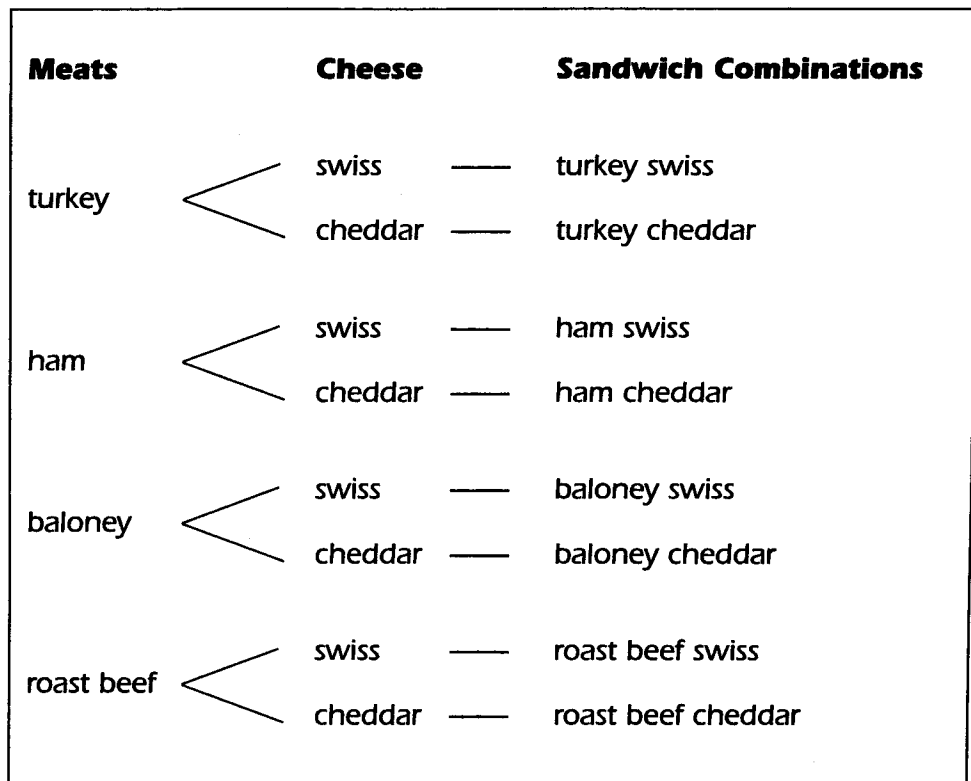 Meats Cheese Sandwich Combinations
swiss turkey swiss
turkey
cheddar turkey cheddar
swiss ham swiss
ham
cheddar ham cheddar
swiss baloney swiss
baloney
cheddar baloney cheddar
swiss roast beef swiss
roast beef
cheddar roast beef cheddar